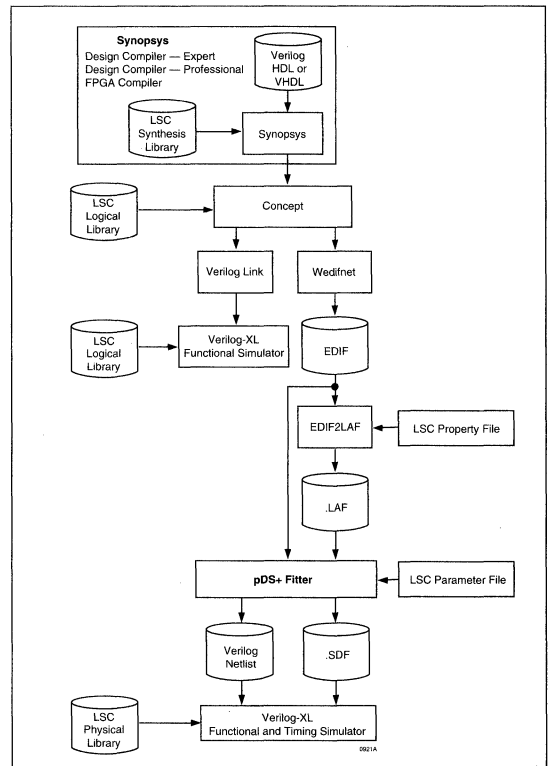 Synopsys
Design Compiler — Expert
Design Compiler — Professional
FPGA Compiler
Verilog
HDL or
VHDL
LSC
Synthesis
Library
Synopsys
LSC
Logical
Library
Concept
Verilog Link
Wedifnet
LSC
Logical
Library
Verilog-XL
Functional Simulator
EDIF
EDIF2LAF
LSC Property File
.LAF
pDS+ Fitter
LSC Parameter File
Verilog
Netlist
.SDF
LSC
Physical
Library
Verilog-XL
Functional and Timing Simulator
0921A